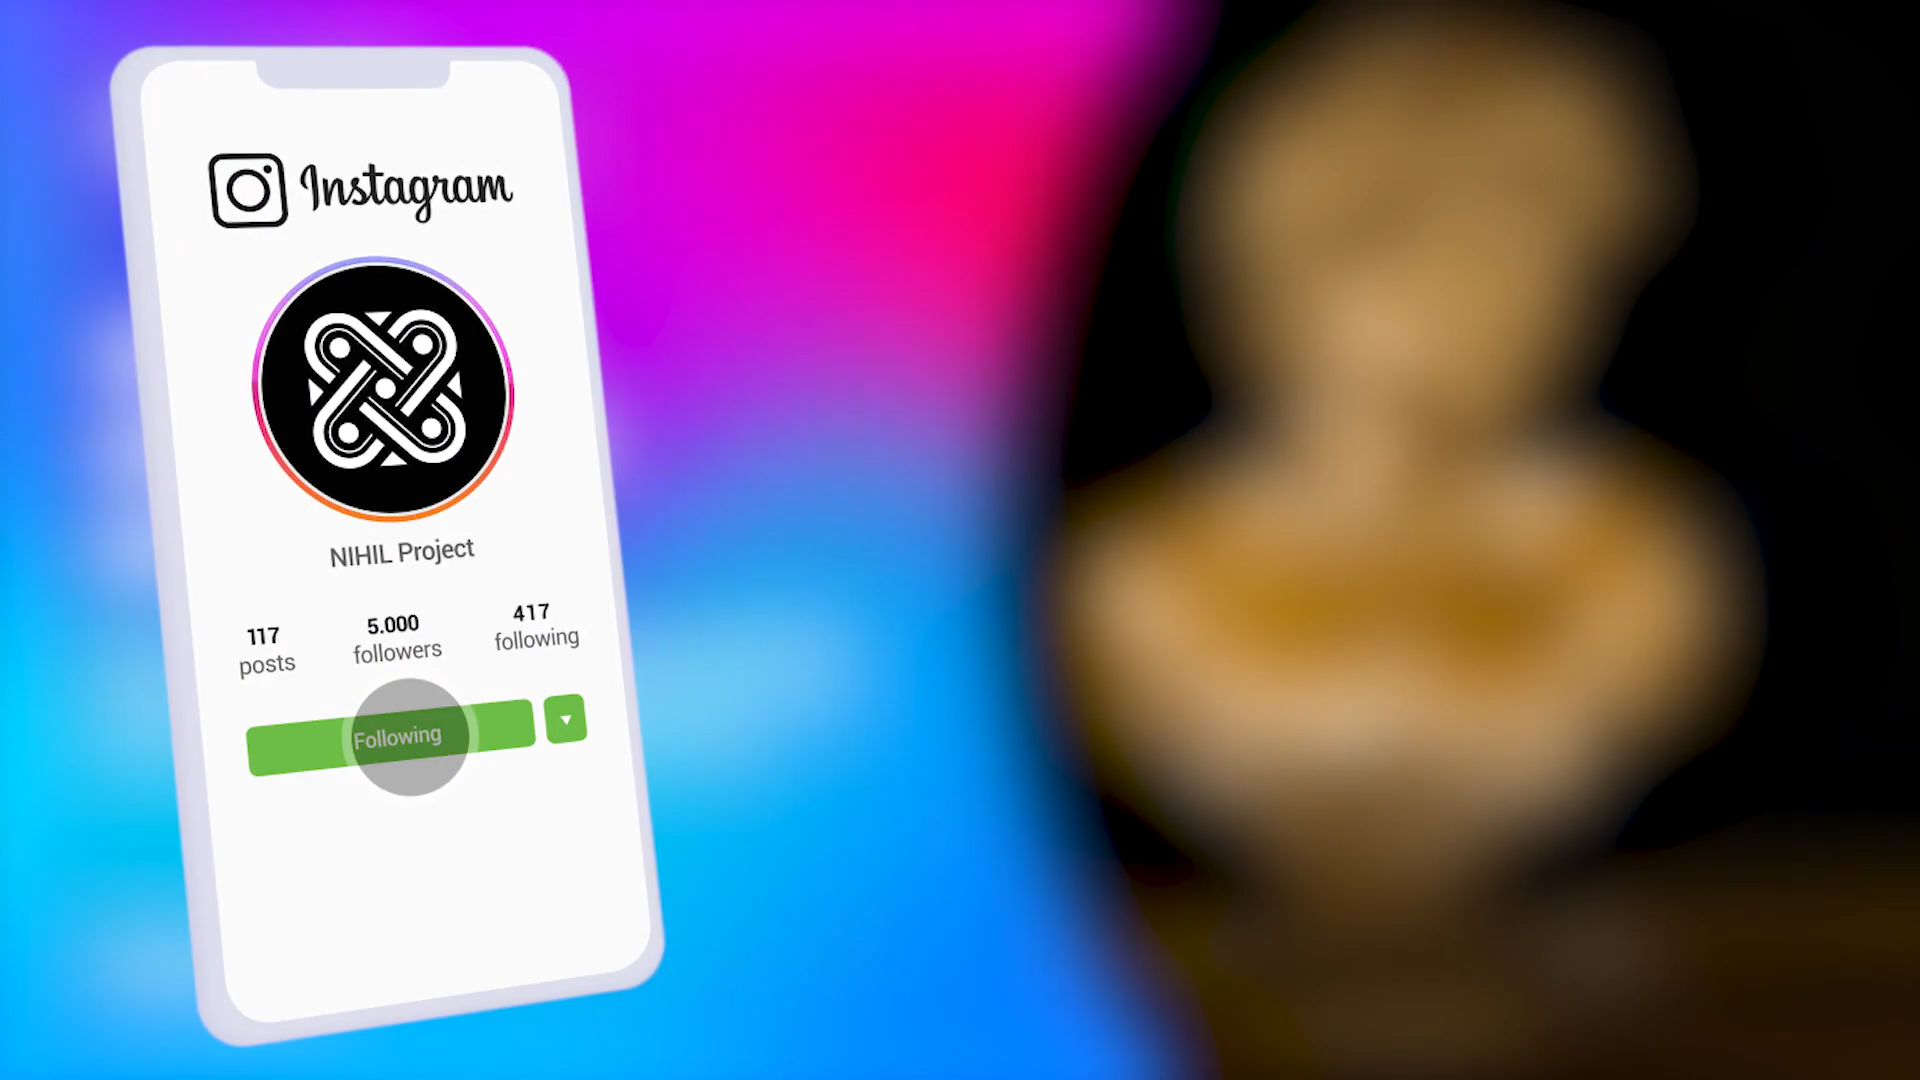 Instagram
NIHIL Project
117 5.000 417
posts followers following
Following